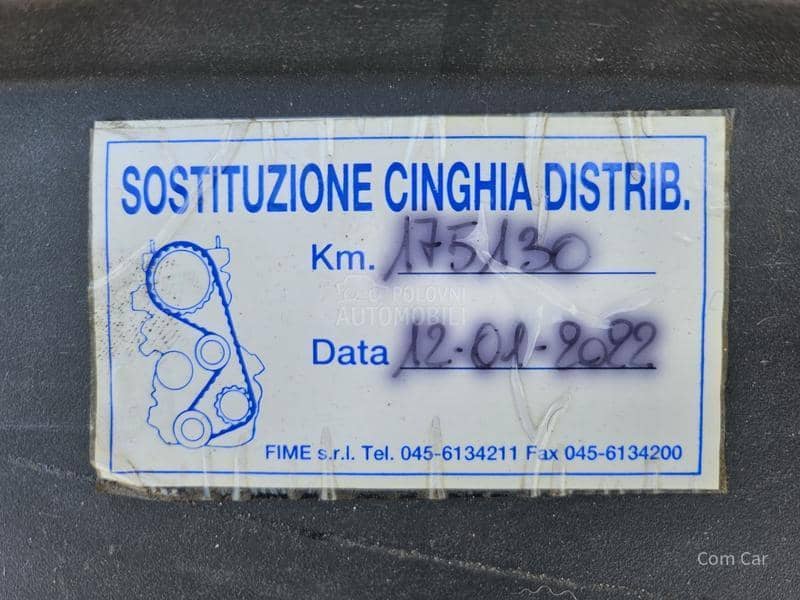 SOSTITUZIONE CINGHIA DISTRIB.
Km. 175130
POLOVNI
AUTOMOBILI
Data 12-01-2022
FIME s.r.l. Tel. 045-6134211 Fax 045-6134200
Com Car